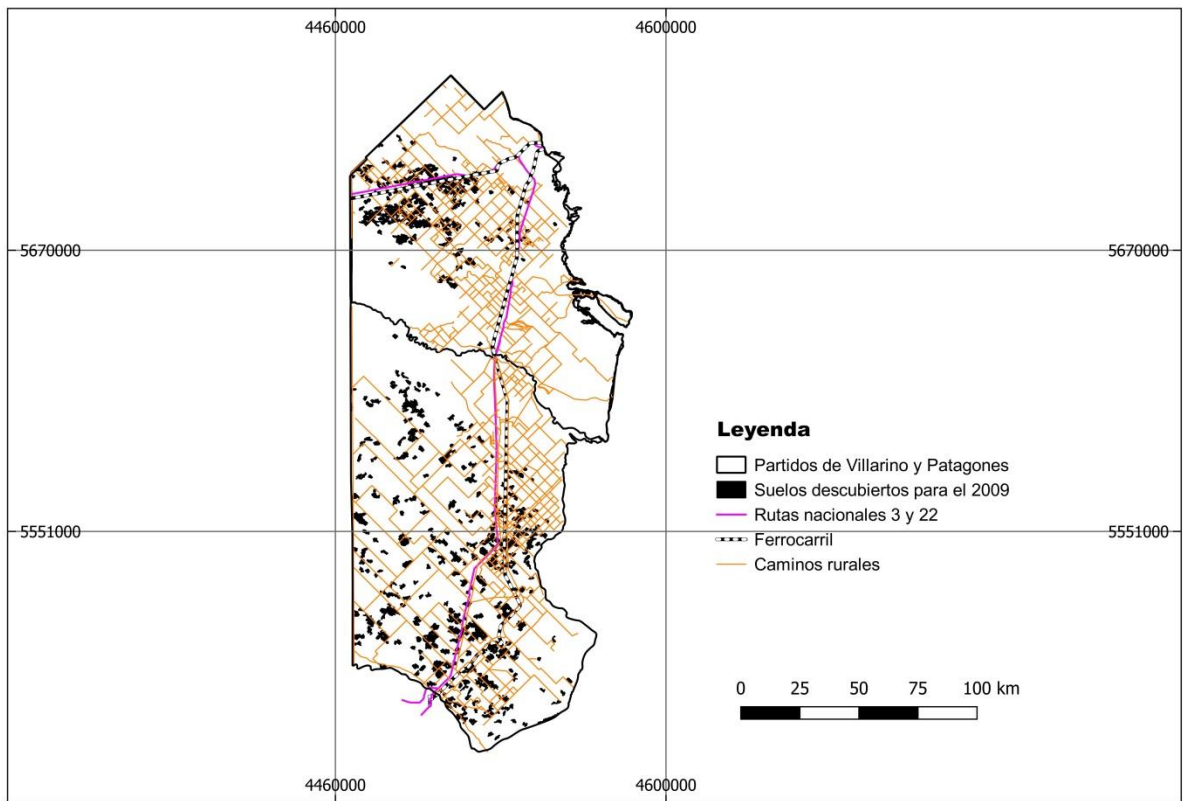 4460000 4600000
5670000 5670000
Leyenda
Partidos de Villarino y Patagones
Suelos descubiertos para el 2009
Rutas nacionales 3 y 22
5551000 5551000
Ferrocarril
Caminos rurales
0 25 50 75 100 km
4460000 4600000